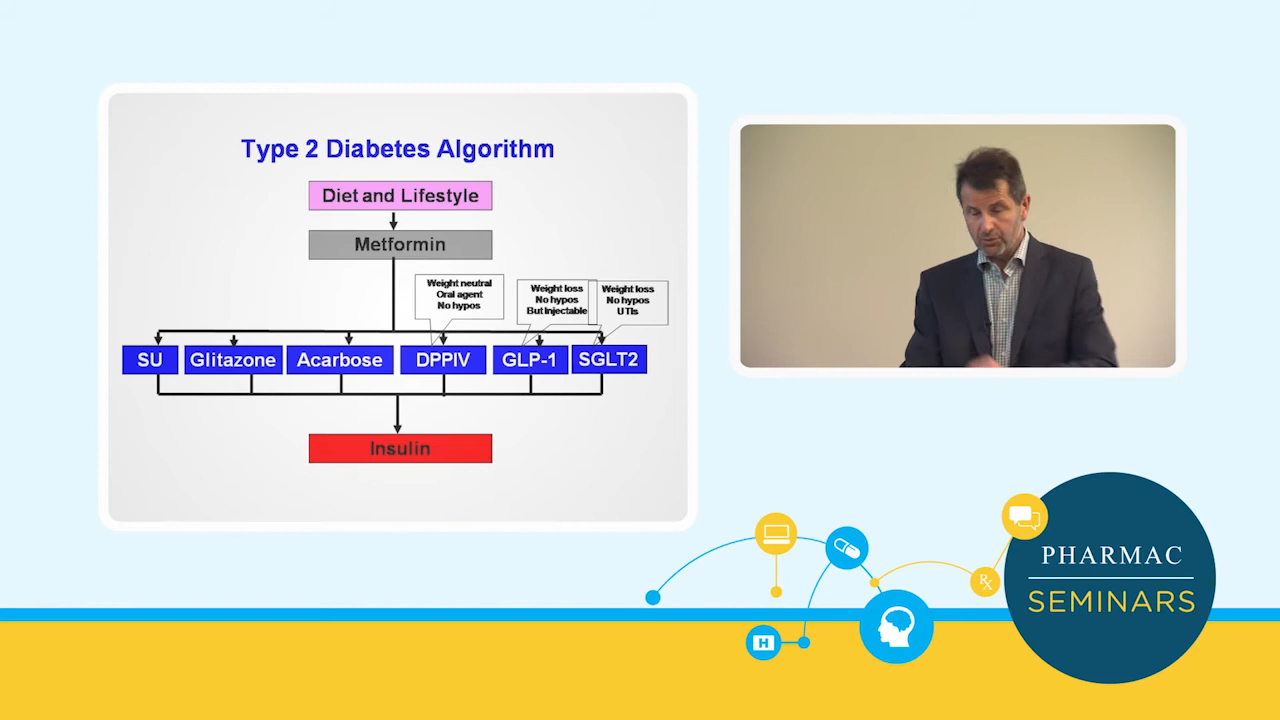 Type 2 Diabetes Algorithm
Diet and Lifestyle
Metformin
Weight neutral
Oral agent
No hypos
Weight loss
No hypos
But Injectable
Weight loss
No hypos
UTIs
SU
Glitazone
Acarbose
DPPIV
GLP-1
SGLT2
Insulin
H
Rx
PHARMAC
SEMINARS